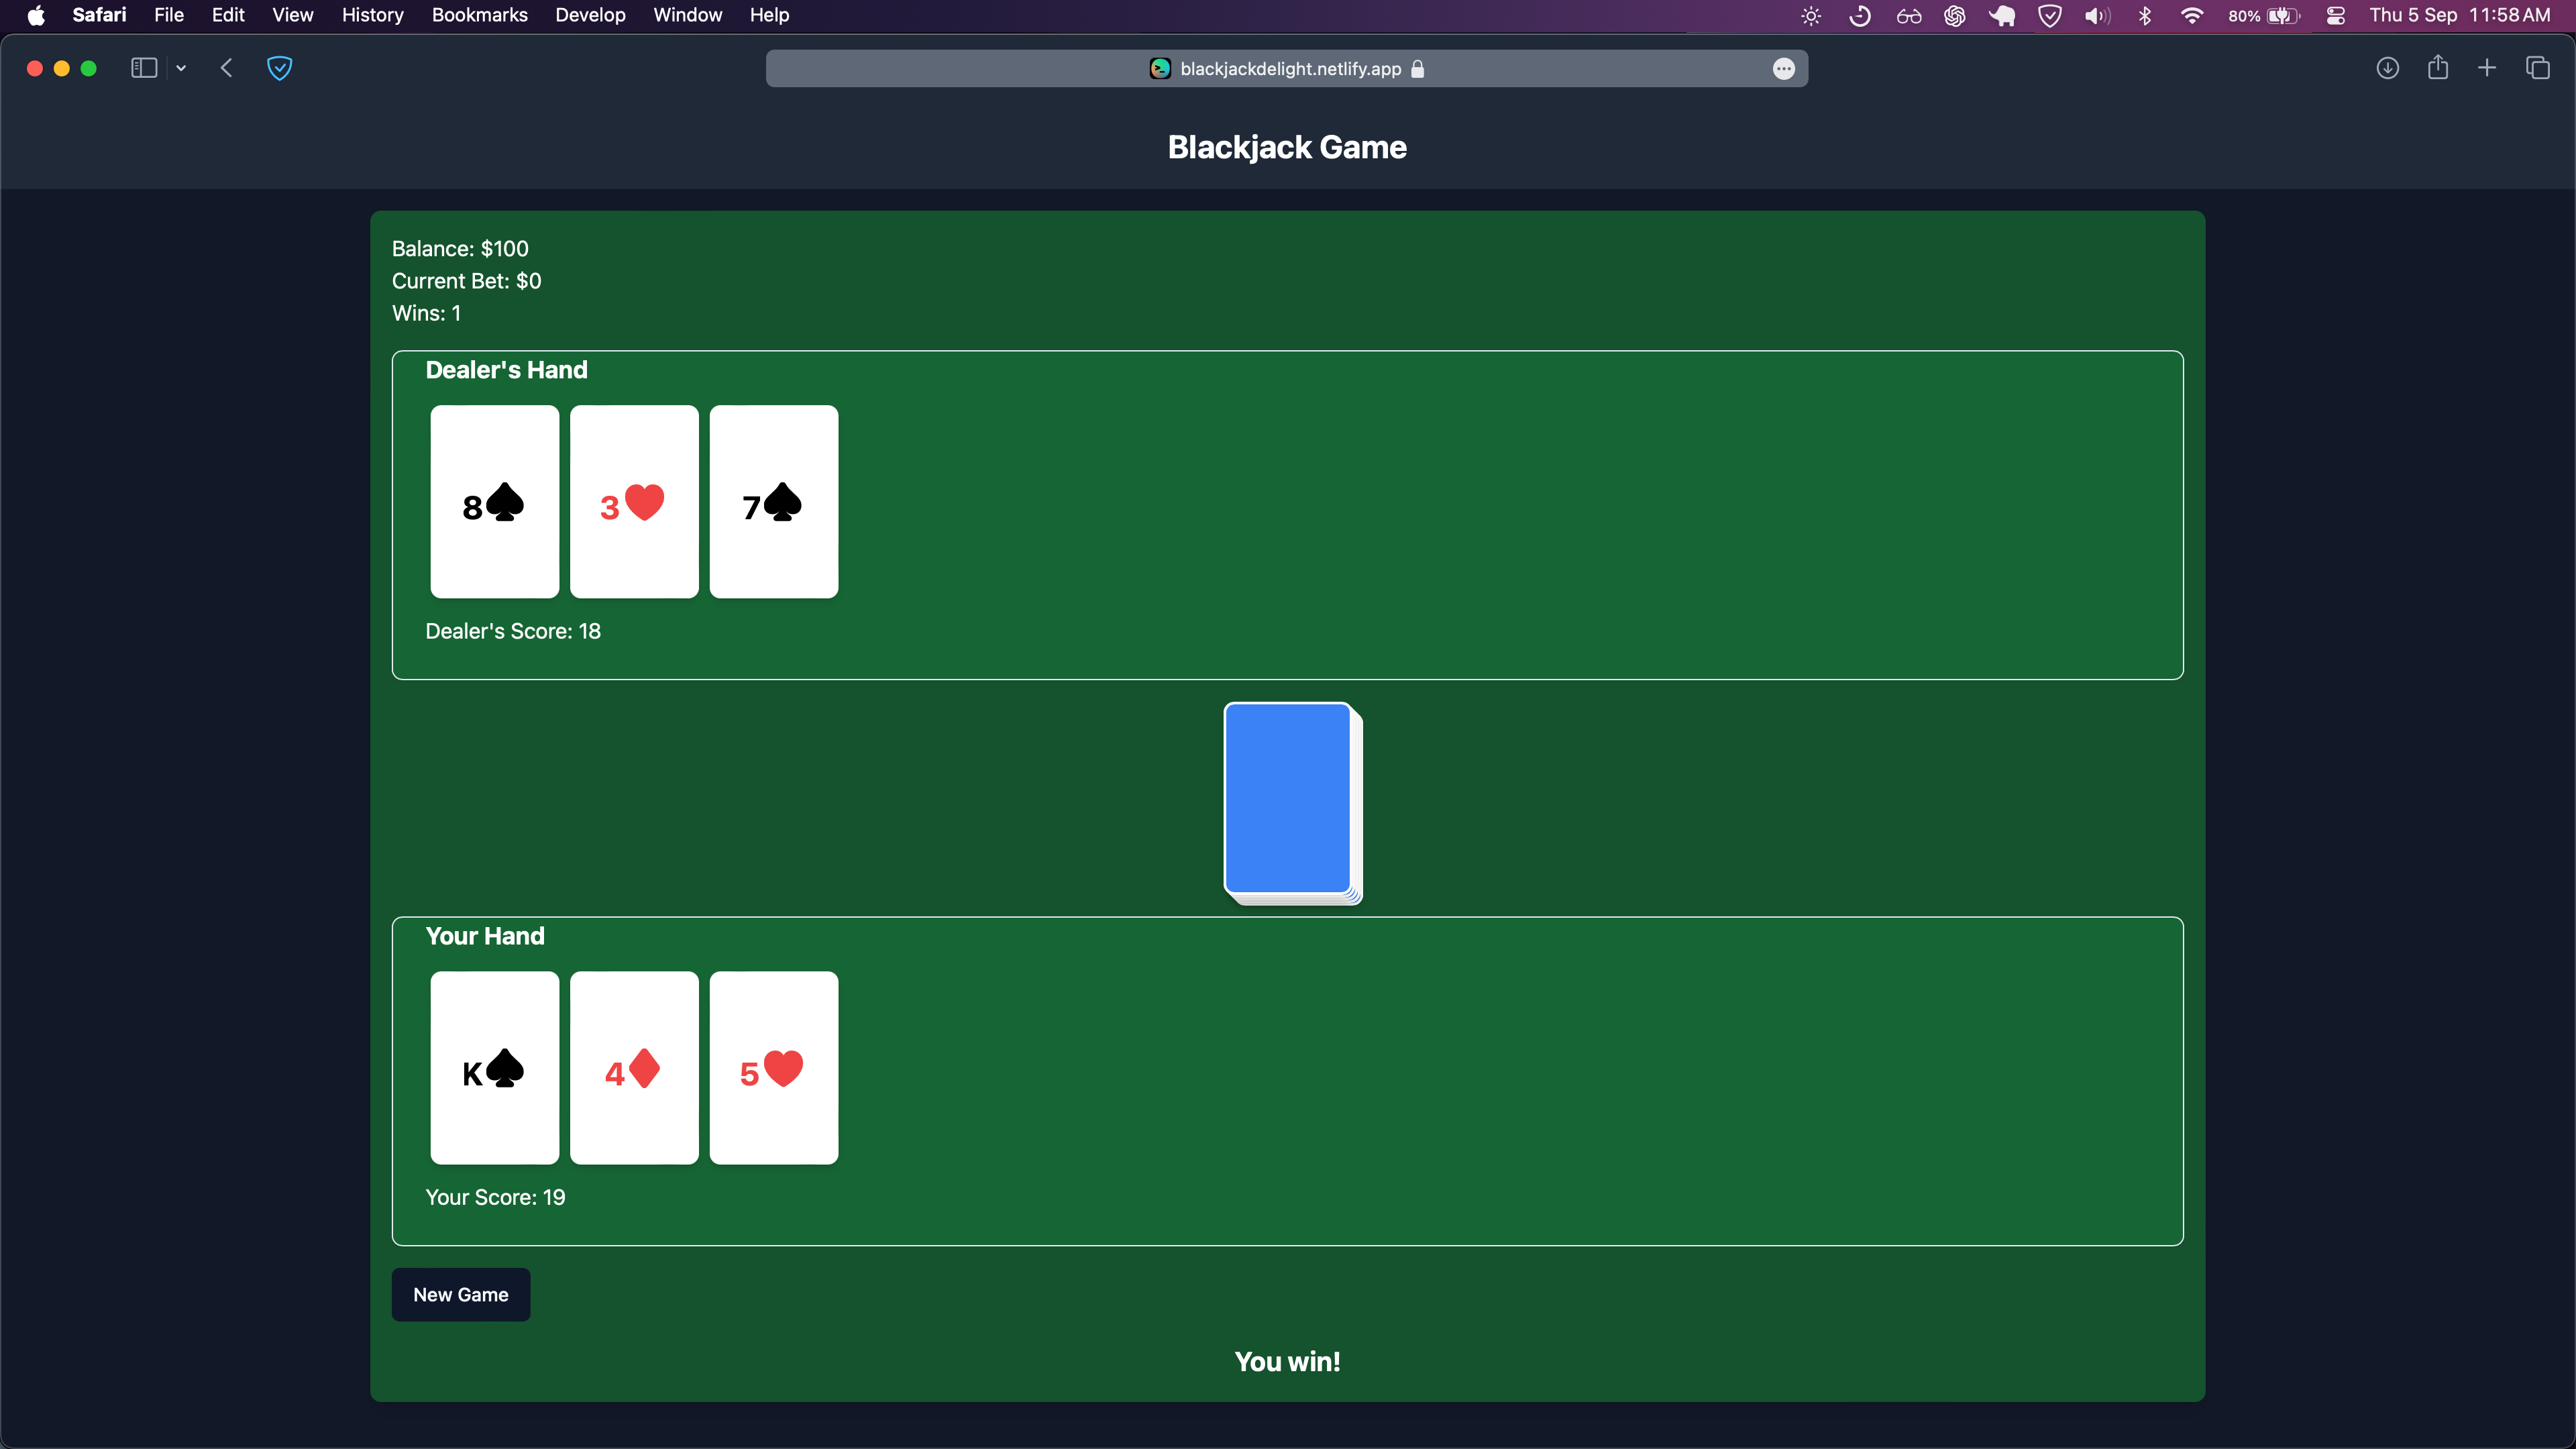 Safari File Edit View History Bookmarks Develop Window Help 80% Thu 5 Sep 11:58 AM
blackjackdelight.netlify.app
Blackjack Game
Balance: $100
Current Bet: $0
Wins: 1
Dealer's Hand
8♠ 3♥ 7♠
Dealer's Score: 18
Your Hand
K♠ 4♦ 5♥
Your Score: 19
New Game
You win!